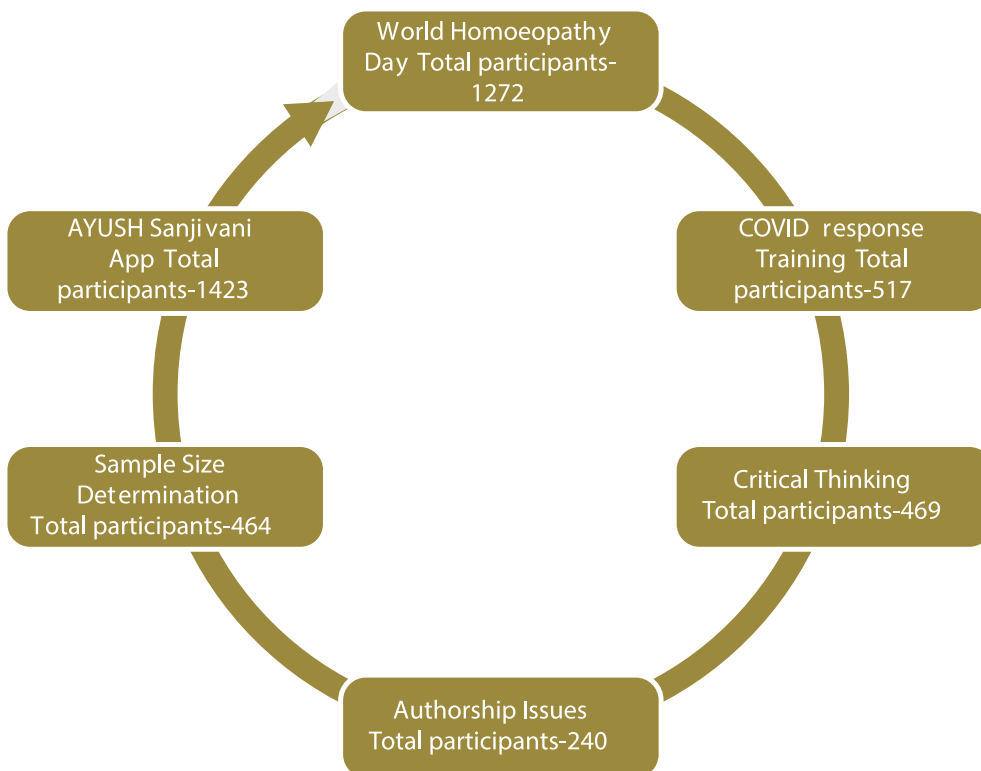 World Homoeopathy
Day Total participants-
1272
COVID response
Training Total
participants-517
Critical Thinking
Total participants-469
Authorship Issues
Total participants-240
Sample Size
Determination
Total participants-464
AYUSH Sanjivani
App Total
participants-1423